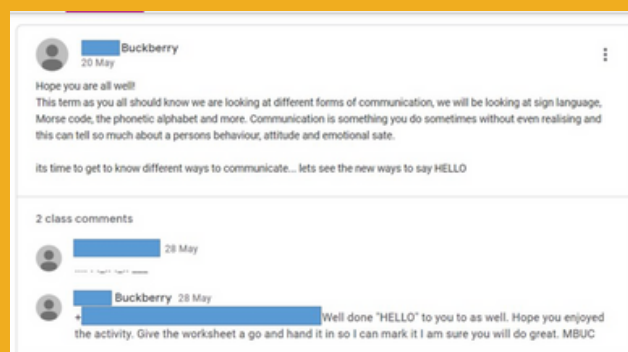 Buckberry
20 May
Hope you are all well!
This term as you all should know we are looking at different forms of communication, we will be looking at sign language,
Morse code, the phonetic alphabet and more. Communication is something you do sometimes without even realising and
this can tell so much about a persons behaviour, attitude and emotional sate.
its time to get to know different ways to communicate... lets see the new ways to say HELLO
2 class comments
28 May
Buckberry 28 May
+ Well done "HELLO" to you to as well. Hope you enjoyed
the activity. Give the worksheet a go and hand it in so I can mark it I am sure you will do great. MBUC